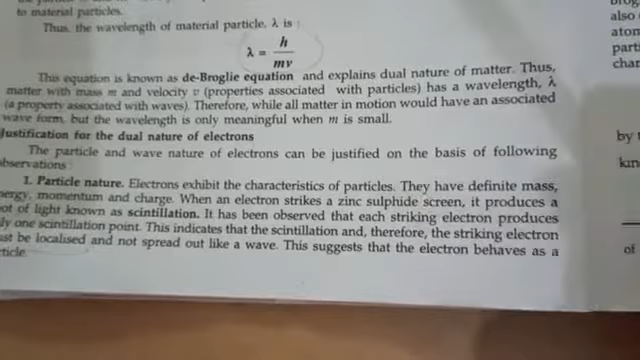 to material particles.
Thus, the wavelength of material particle, λ is :
λ = h / mv
This equation is known as de-Broglie equation and explains dual nature of matter. Thus,
matter with mass m and velocity v (properties associated with particles) has a wavelength, λ
(a property associated with waves). Therefore, while all matter in motion would have an associated
wave form, but the wavelength is only meaningful when m is small.
Justification for the dual nature of electrons
The particle and wave nature of electrons can be justified on the basis of following
observations
1. Particle nature. Electrons exhibit the characteristics of particles. They have definite mass,
nergy, momentum and charge. When an electron strikes a zinc sulphide screen, it produces a
ot of light known as scintillation. It has been observed that each striking electron produces
ly one scintillation point. This indicates that the scintillation and, therefore, the striking electron
ust be localised and not spread out like a wave. This suggests that the electron behaves as a
rticle.
also
atom
parti
char
by t
kin
of